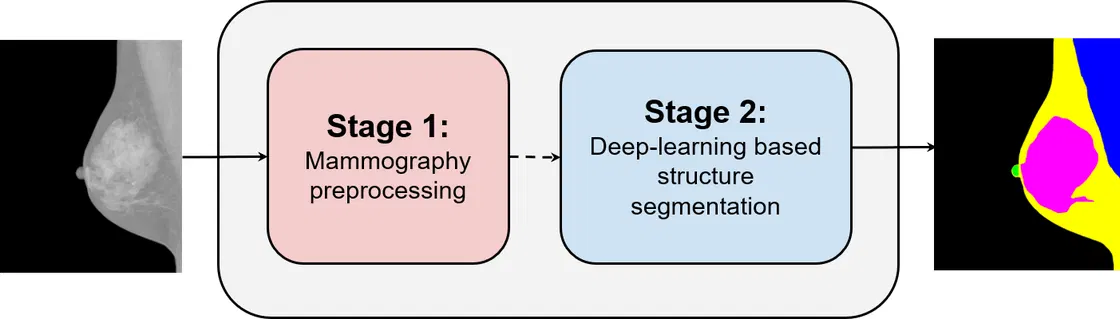 Stage 1:
Mammography
preprocessing
Stage 2:
Deep-learning based
structure
segmentation